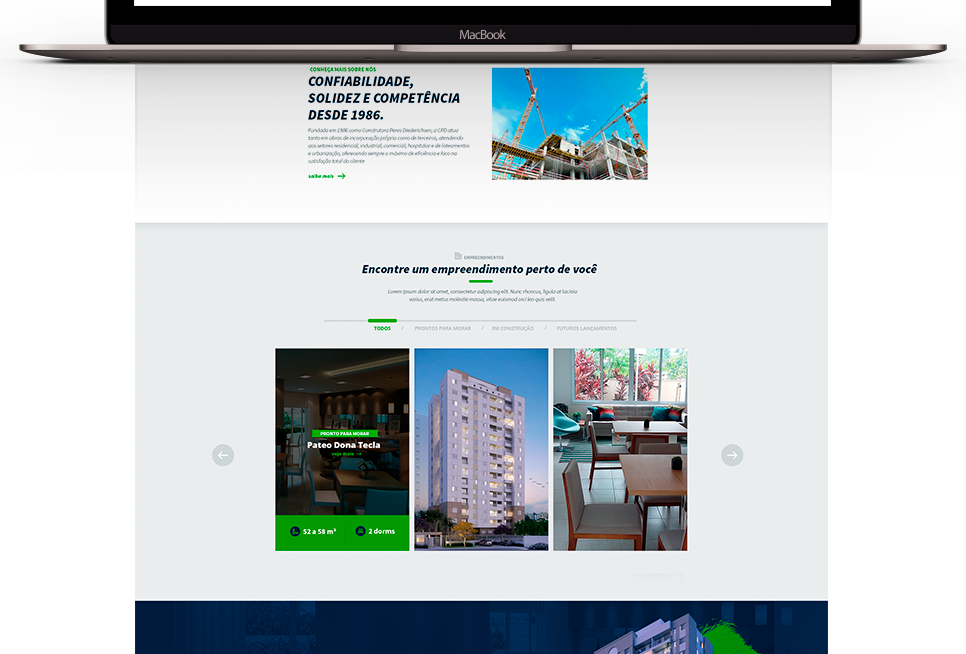 MacBook
CONHEÇA MAIS SOBRE NÓS
CONFIABILIDADE,
SOLIDEZ E COMPETÊNCIA
DESDE 1986.
Fundada em 1986 como Construtora Peres Diederichsen, a CPD atua
tanto em obras de incorporação própria como de terceiros, atendendo
aos setores residencial, industrial, comercial, hospitalar e de loteamentos
e urbanização, oferecendo sempre o máximo de eficiência e foco na
satisfação total do cliente
saiba mais →
EMPREENDIMENTOS
Encontre um empreendimento perto de você
Lorem ipsum dolor sit amet, consectetur adipiscing elit. Nunc rhoncus, ligula at lacinia
varius, erat metus molestie massa, vitae euismod orci leo quis velit.
TODOS / PRONTOS PARA MORAR / EM CONSTRUÇÃO / FUTUROS LANÇAMENTOS
PRONTO PARA MORAR
Pateo Dona Tecla
veja mais →
52 a 58 m² 2 dorms